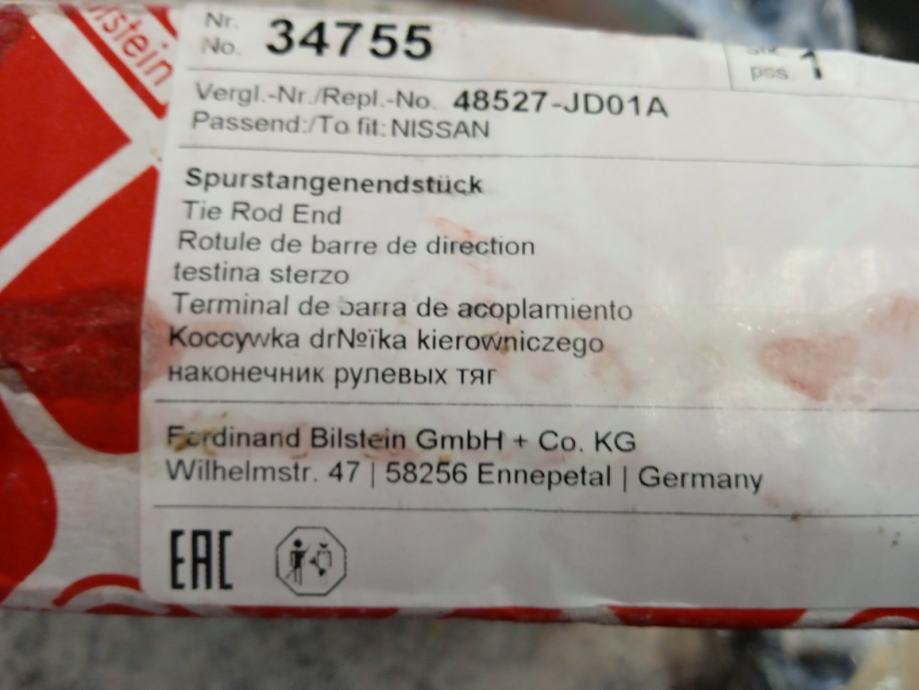 Bilstein
Nr.
No. 34755
pss. 1
Vergl.-Nr./Repl.-No. 48527-JD01A
Passend:/To fit: NISSAN
Spurstangenendstück
Tie Rod End
Rotule de barre de direction
testina sterzo
Terminal de barra de acoplamiento
Koccywka drNºïka kierowniczego
наконечник рулевых тяг
Ferdinand Bilstein GmbH + Co. KG
Wilhelmstr. 47 | 58256 Ennepetal | Germany
EAC